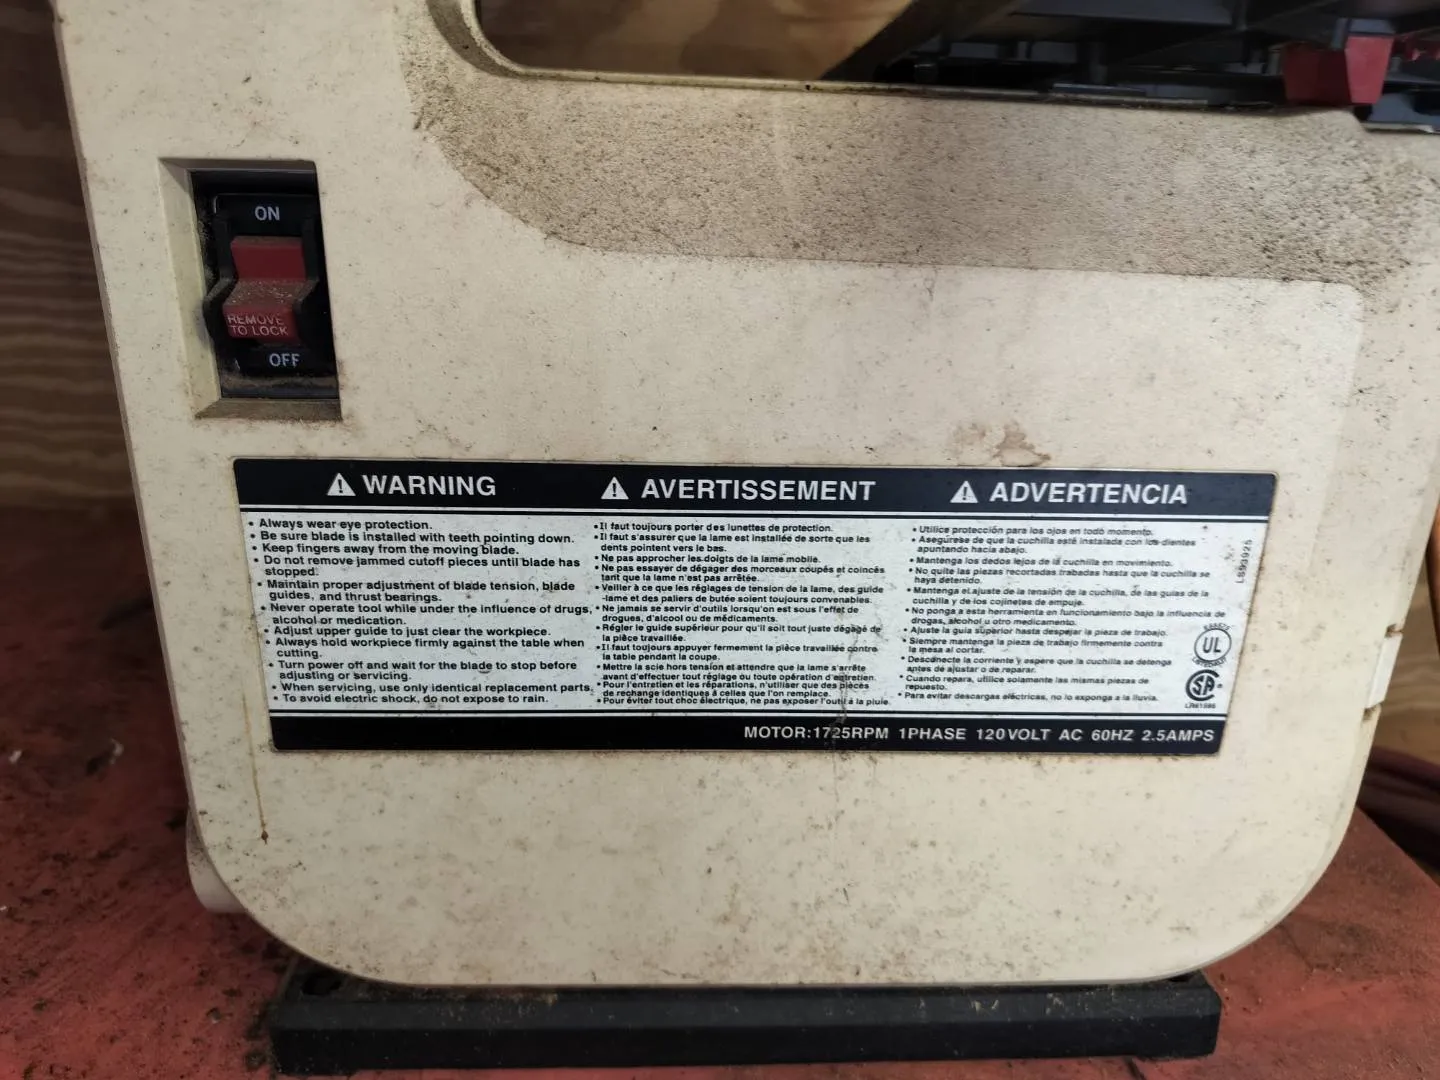 ON
REMOVE
TO LOCK
OFF
WARNING
• Always wear eye protection.
• Be sure blade is installed with teeth pointing down.
• Keep fingers away from the moving blade.
• Do not remove jammed cutoff pieces until blade has
stopped.
• Maintain proper adjustment of blade tension, blade
guides, and thrust bearings.
• Never operate tool while under the influence of drugs,
alcohol or medication.
• Adjust upper guide to just clear the workpiece.
• Always hold workpiece firmly against the table when
cutting.
• Turn power off and wait for the blade to stop before
adjusting or servicing.
• When servicing, use only identical replacement parts.
• To avoid electric shock, do not expose to rain.
AVERTISSEMENT
• Il faut toujours porter des lunettes de protection.
• Il faut s'assurer que la lame est installée de sorte que les
dents pointent vers le bas.
• Ne pas approcher les doigts de la lame mobile.
• Ne pas essayer de dégager des morceaux coupés et coincés
tant que la lame n'est pas arrêtée.
• Veiller à ce que les réglages de tension de la lame, des guide
-lame et des paliers de butée soient toujours convenables.
• Ne jamais se servir d'outils lorsqu'on est sous l'effet de
drogues, d'alcool ou de médicaments.
• Régler le guide supérieur pour qu'il soit tout juste dégagé de
la pièce travaillée.
• Il faut toujours appuyer fermement la pièce travaillée contre
la table pendant la coupe.
• Mettre la scie hors tension et attendre que la lame s'arrête
avant d'effectuer tout réglage ou toute opération d'entretien.
• Pour l'entretien et les réparations, n'utiliser que des pièces
de rechange identiques à celles que l'on remplace.
• Pour éviter tout choc électrique, ne pas exposer l'outil à la pluie.
ADVERTENCIA
• Utilice protección para los ojos en todo momento.
• Asegúrese de que la cuchilla esté instalada con los dientes
apuntando hacia abajo.
• Mantenga los dedos lejos de la cuchilla en movimiento.
• No quite las piezas recortadas trabadas hasta que la cuchilla se
haya detenido.
• Mantenga el ajuste de la tensión de la cuchilla, de las guías de la
cuchilla y de los cojinetes de empuje.
• No ponga a esta herramienta en funcionamiento bajo la influencia de
drogas, alcohol u otro medicamento.
• Ajuste la guía superior hasta despejar la pieza de trabajo.
• Siempre mantenga la pieza de trabajo firmemente contra
la mesa al cortar.
• Desconecte la corriente y espere que la cuchilla se detenga
antes de ajustar o de reparar.
• Cuando repara, utilice solamente las mismas piezas de
repuesto.
• Para evitar descargas eléctricas, no lo exponga a la lluvia.
UL
MOTOR:1725RPM 1PHASE 120VOLT AC 60HZ 2.5AMPS